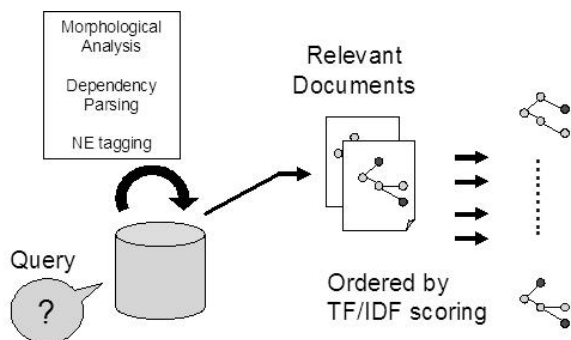 Morphological
Analysis
Dependency
Parsing
NE tagging
Relevant
Documents
Query
?
Ordered by
TF/IDF scoring